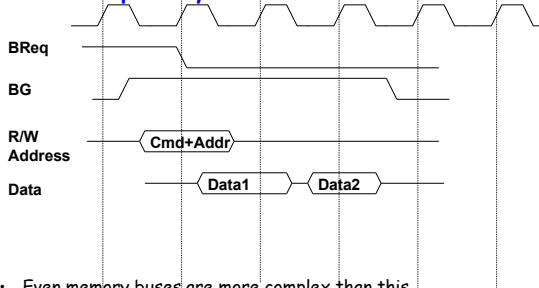 BReq
BG
R/W
Address
Cmd+Addr
Data
Data1 Data2
• Even memory buses are more complex than this